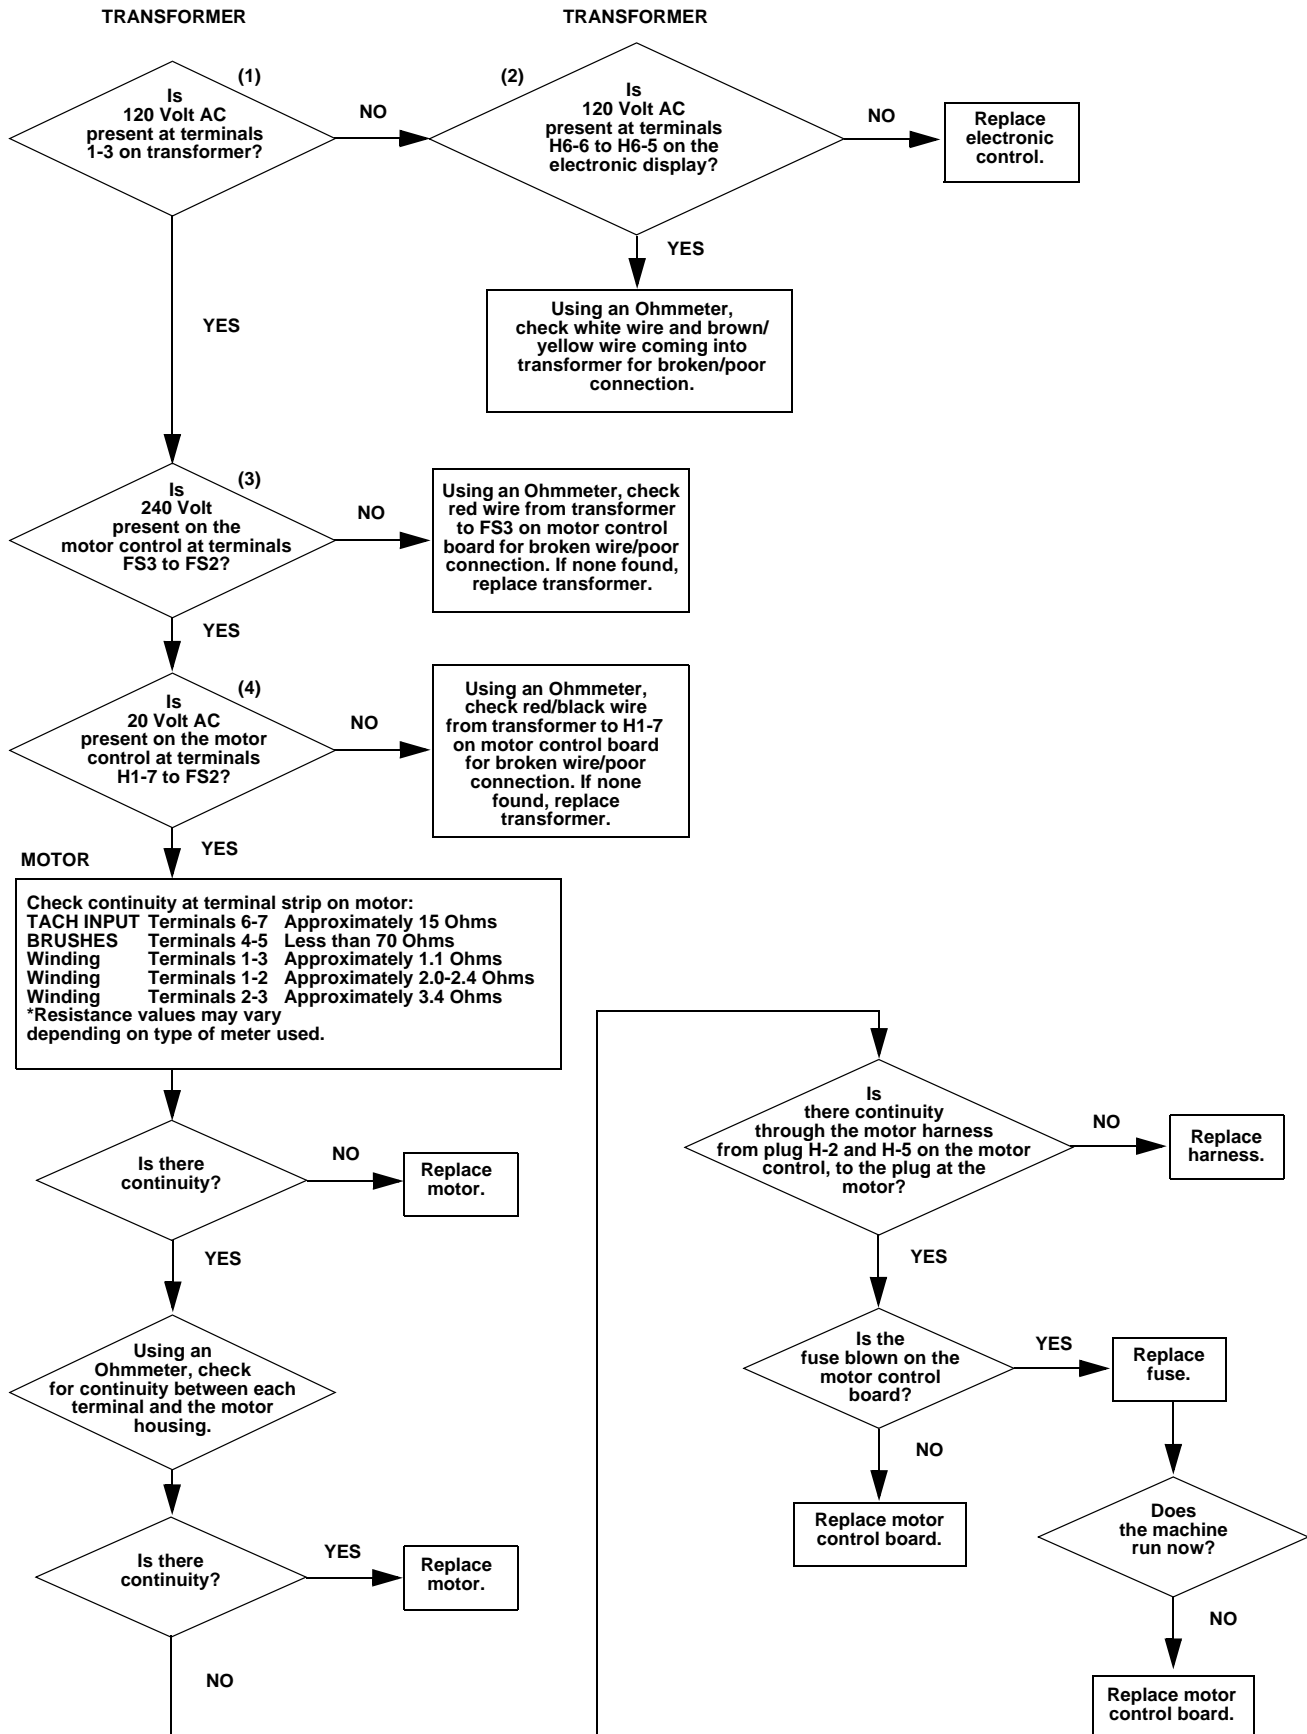 TRANSFORMER
TRANSFORMER
(1)
Is
120 Volt AC
present at terminals
1-3 on transformer?
NO
(2)
Is
120 Volt AC
present at terminals
H6-6 to H6-5 on the
electronic display?
NO
Replace
electronic
control.
YES
Using an Ohmmeter,
check white wire and brown/
yellow wire coming into
transformer for broken/poor
connection.
YES
(3)
Is
240 Volt
present on the
motor control at terminals
FS3 to FS2?
NO
Using an Ohmmeter, check
red wire from transformer
to FS3 on motor control
board for broken wire/poor
connection. If none found,
replace transformer.
YES
(4)
Is
20 Volt AC
present on the motor
control at terminals
H1-7 to FS2?
NO
Using an Ohmmeter,
check red/black wire
from transformer to H1-7
on motor control board
for broken wire/poor
connection. If none
found, replace
transformer.
YES
MOTOR
Check continuity at terminal strip on motor:
TACH INPUT Terminals 6-7 Approximately 15 Ohms
BRUSHES Terminals 4-5 Less than 70 Ohms
Winding Terminals 1-3 Approximately 1.1 Ohms
Winding Terminals 1-2 Approximately 2.0-2.4 Ohms
Winding Terminals 2-3 Approximately 3.4 Ohms
*Resistance values may vary
depending on type of meter used.
Is there
continuity?
NO
Replace
motor.
YES
Using an
Ohmmeter, check
for continuity between each
terminal and the motor
housing.
Is there
continuity?
YES
Replace
motor.
NO
Is
there continuity
through the motor harness
from plug H-2 and H-5 on the motor
control, to the plug at the
motor?
NO
Replace
harness.
YES
Is the
fuse blown on the
motor control
board?
YES
Replace
fuse.
NO
Replace motor
control board.
Does
the machine
run now?
NO
Replace motor
control board.